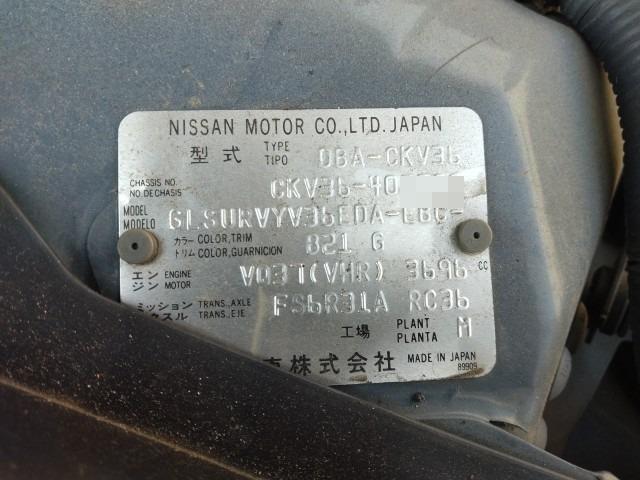 NISSAN MOTOR CO.,LTD. JAPAN
型式 TYPE TIPO DBA-CKV36
CHASSIS NO. NO.DE CHASIS CKV36-40
MODEL MODELO GLSURVYV36EDA-EBC-
カラー COLOR,TRIM トリム COLOR,GUARNICION 821 G
エンジン ENGINE MOTOR VQ37(VHR) 3696 cc
ミッション TRANS.,AXLE クスル TRANS.,EJE FS6R31A RC36
工場 PLANT PLANTA M
車株式会社 MADE IN JAPAN
89909